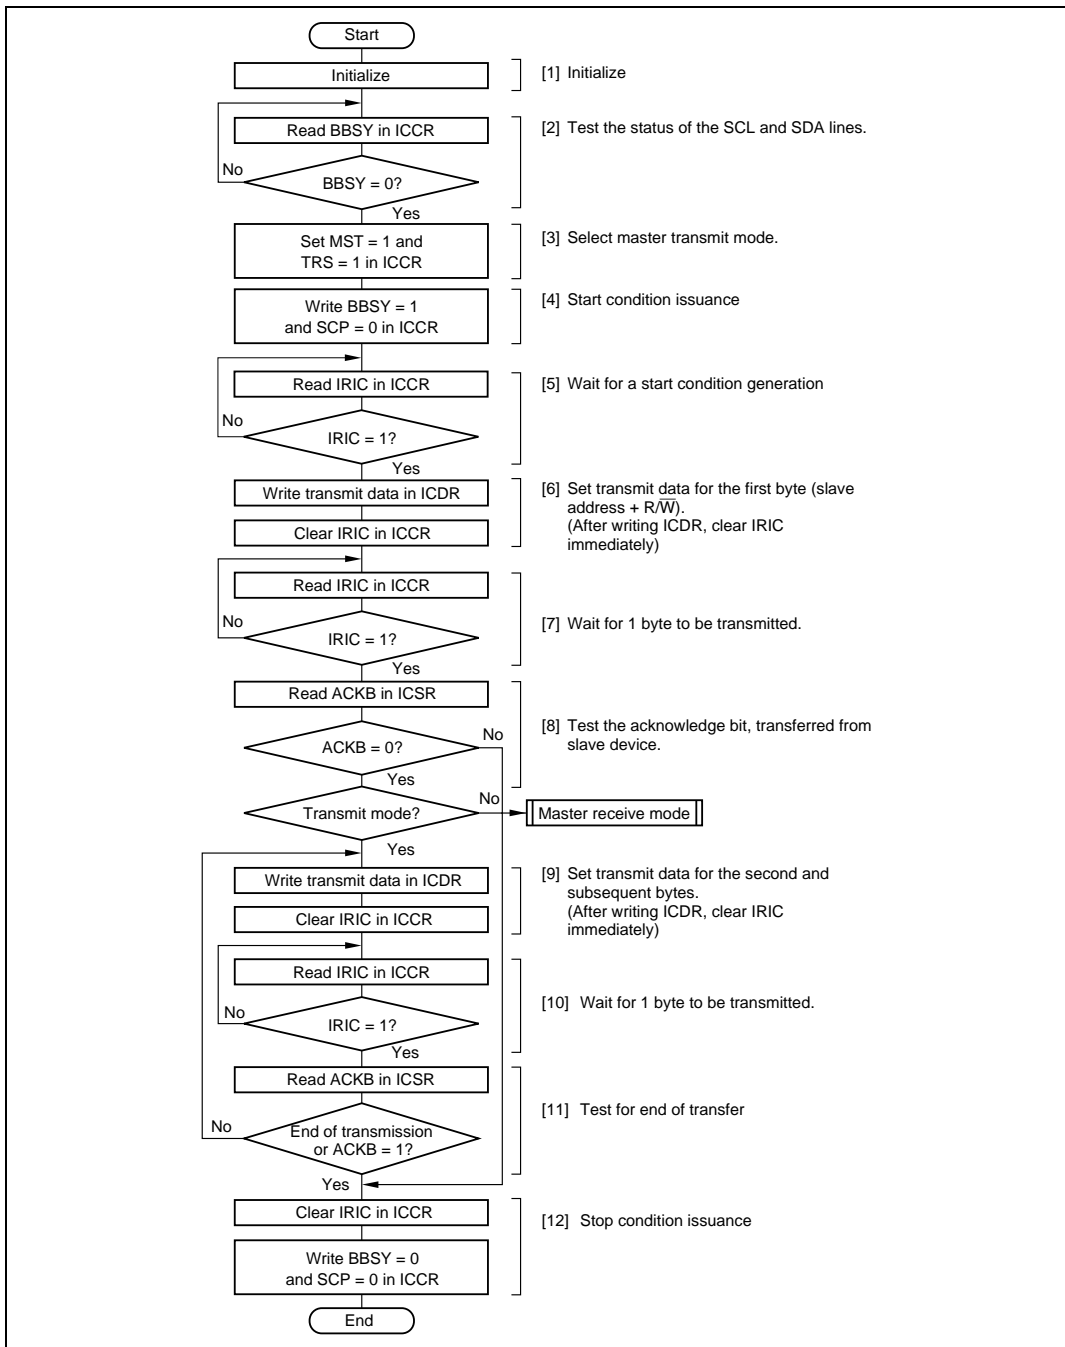 Start
Initialize
[1] Initialize
Read BBSY in ICCR
[2] Test the status of the SCL and SDA lines.
No
BBSY = 0?
Yes
Set MST = 1 and
TRS = 1 in ICCR
[3] Select master transmit mode.
Write BBSY = 1
and SCP = 0 in ICCR
[4] Start condition issuance
Read IRIC in ICCR
[5] Wait for a start condition generation
No
IRIC = 1?
Yes
Write transmit data in ICDR
Clear IRIC in ICCR
[6] Set transmit data for the first byte (slave
address + R/W̅).
(After writing ICDR, clear IRIC
immediately)
Read IRIC in ICCR
No
IRIC = 1?
[7] Wait for 1 byte to be transmitted.
Yes
Read ACKB in ICSR
[8] Test the acknowledge bit, transferred from
slave device.
ACKB = 0?
No
Yes
Transmit mode?
No
Master receive mode
Yes
Write transmit data in ICDR
Clear IRIC in ICCR
[9] Set transmit data for the second and
subsequent bytes.
(After writing ICDR, clear IRIC
immediately)
Read IRIC in ICCR
[10] Wait for 1 byte to be transmitted.
No
IRIC = 1?
Yes
Read ACKB in ICSR
[11] Test for end of transfer
No
End of transmission
or ACKB = 1?
Yes
Clear IRIC in ICCR
[12] Stop condition issuance
Write BBSY = 0
and SCP = 0 in ICCR
End